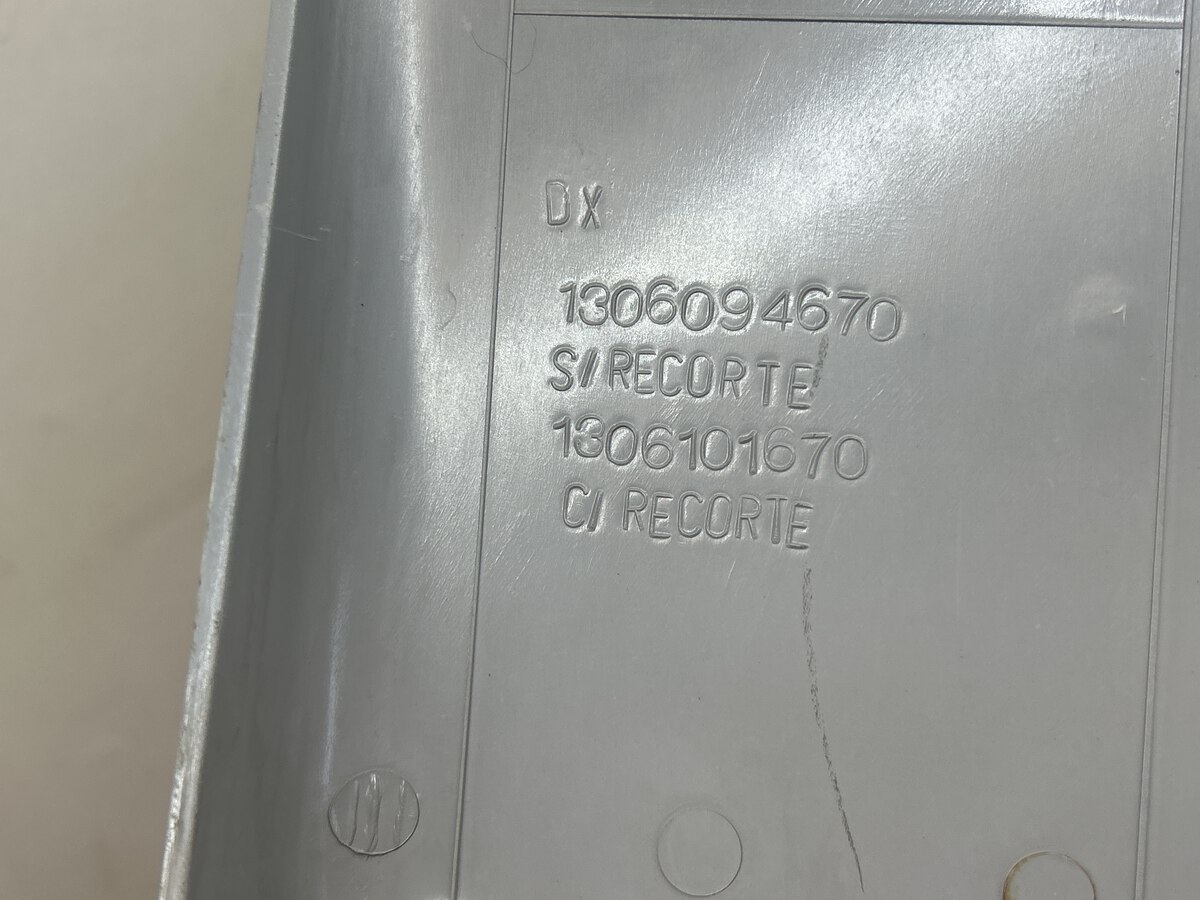 DX
1306094670
S/RECORTE
1306101670
C/ RECORTE